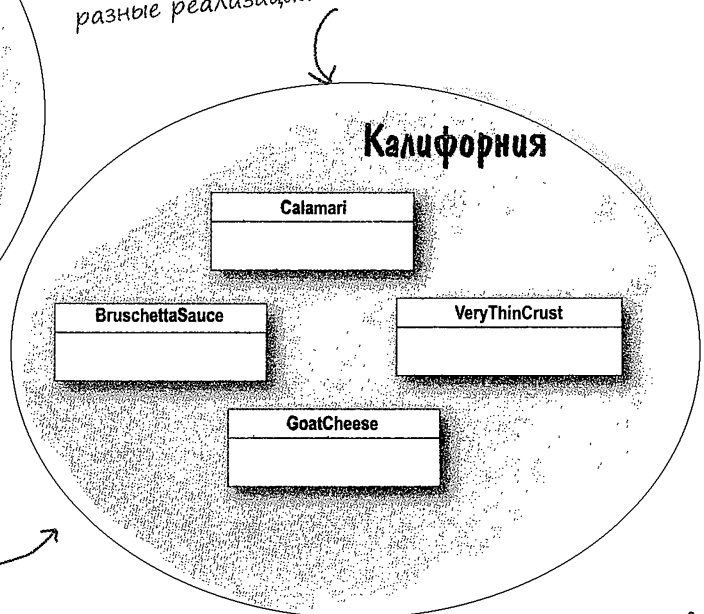 разные реализации
Калифорния
Calamari
BruschettaSauce
VeryThinCrust
GoatCheese